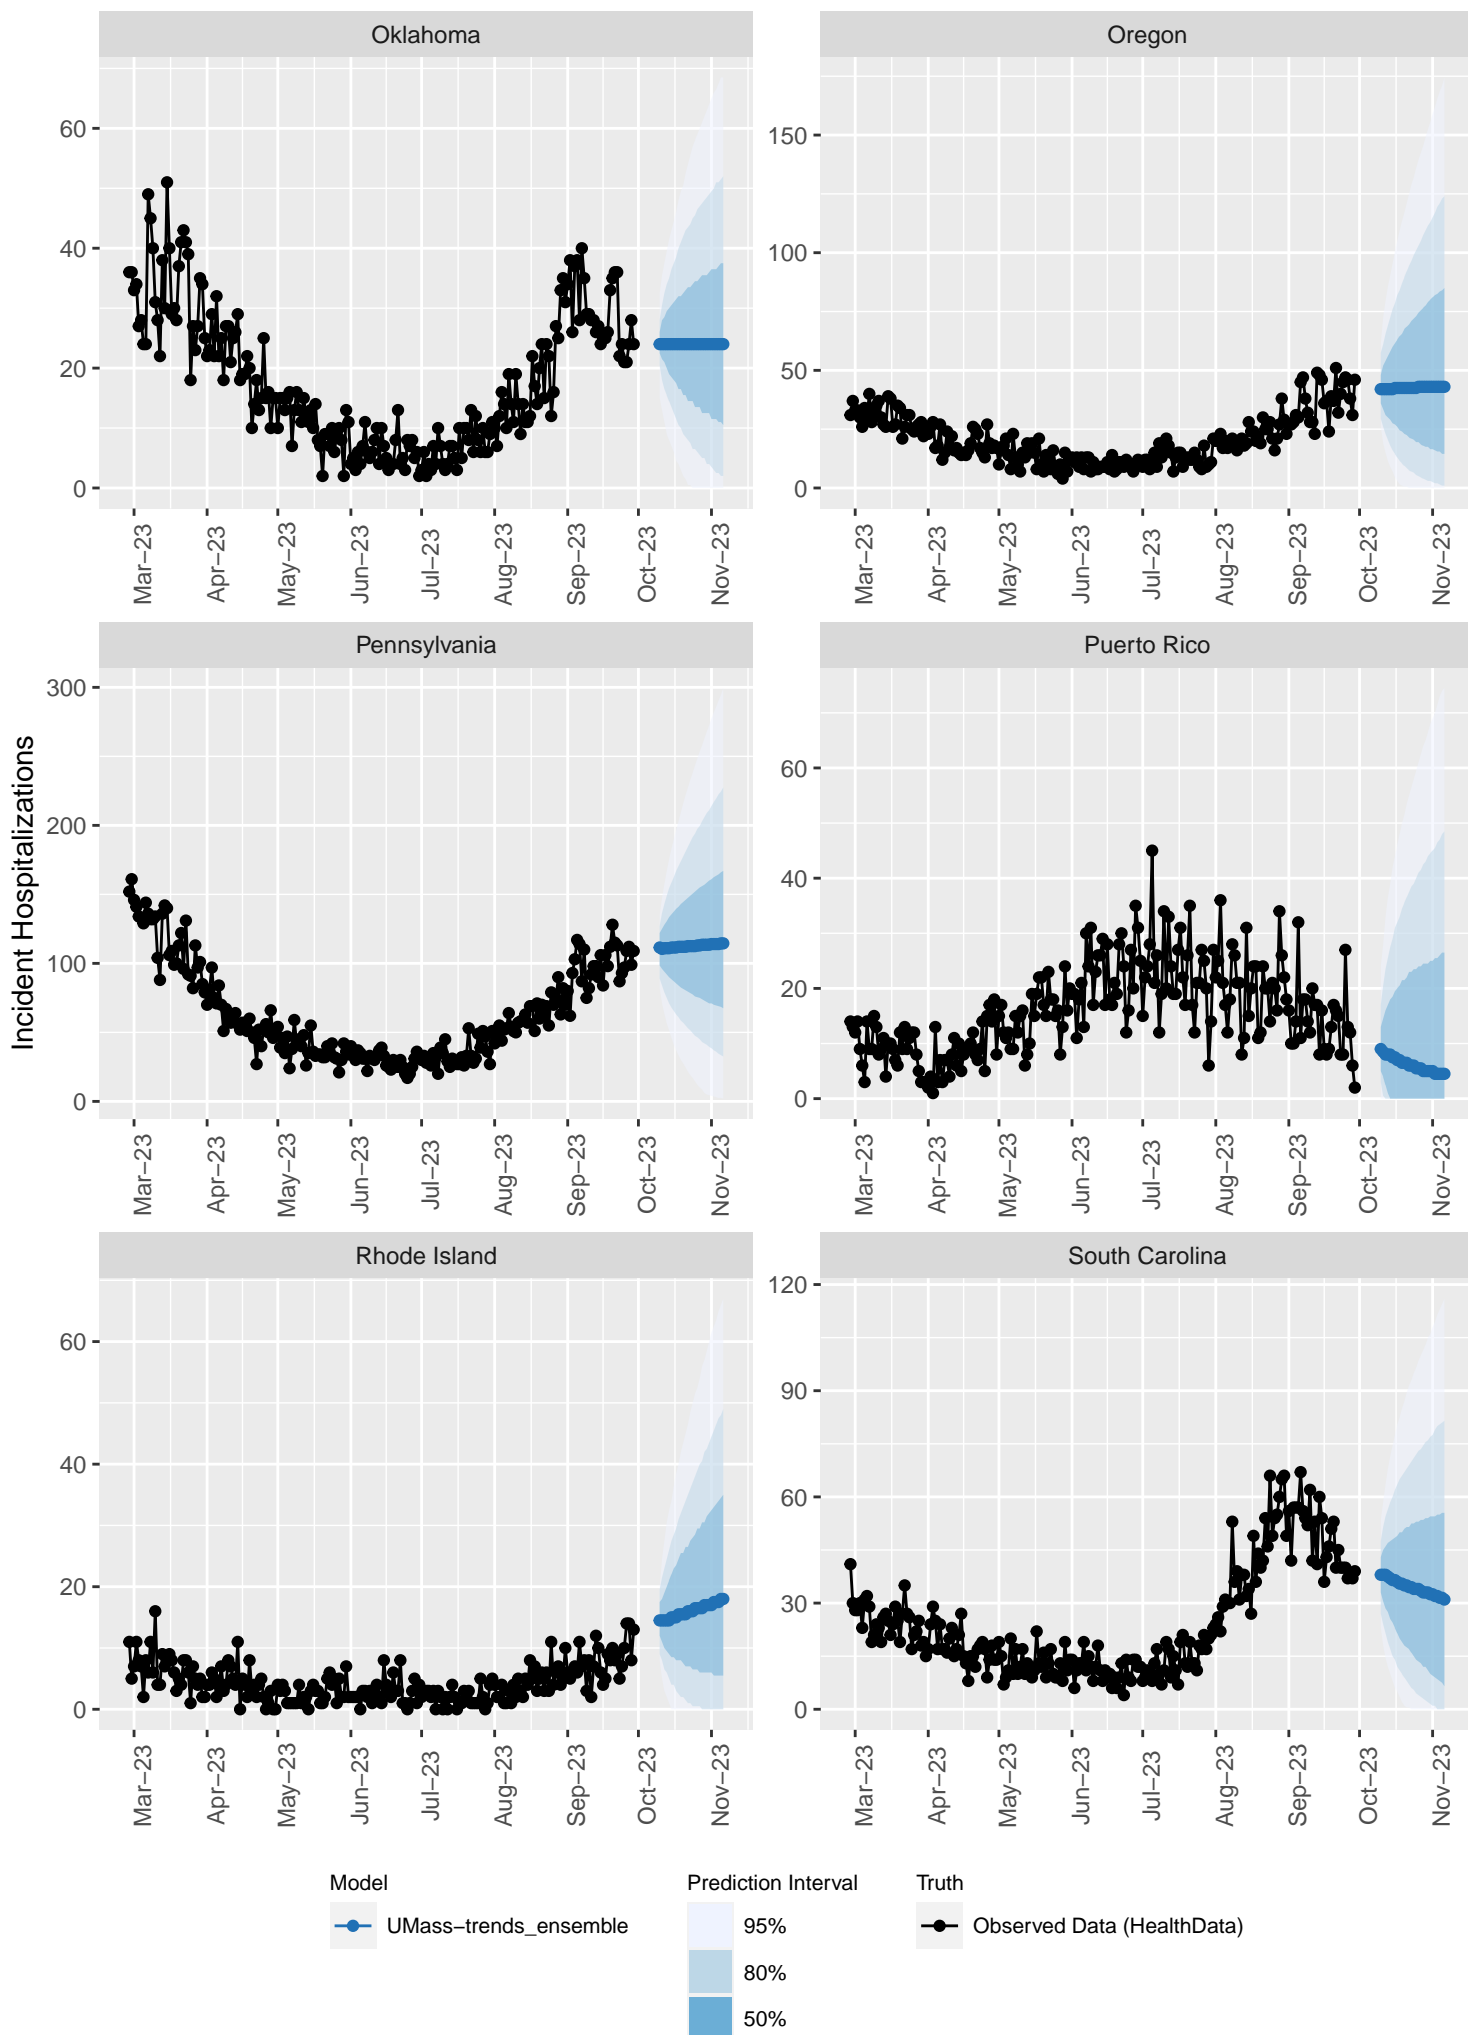 Oklahoma
Oregon
60
40
20
0
150
100
50
0
Mar−23
Apr−23
May−23
Jun−23
Jul−23
Aug−23
Sep−23
Oct−23
Nov−23
Mar−23
Apr−23
May−23
Jun−23
Jul−23
Aug−23
Sep−23
Oct−23
Nov−23
Incident Hospitalizations
Pennsylvania
Puerto Rico
300
200
100
0
60
40
20
0
Mar−23
Apr−23
May−23
Jun−23
Jul−23
Aug−23
Sep−23
Oct−23
Nov−23
Mar−23
Apr−23
May−23
Jun−23
Jul−23
Aug−23
Sep−23
Oct−23
Nov−23
Rhode Island
South Carolina
60
40
20
0
120
90
60
30
0
Mar−23
Apr−23
May−23
Jun−23
Jul−23
Aug−23
Sep−23
Oct−23
Nov−23
Mar−23
Apr−23
May−23
Jun−23
Jul−23
Aug−23
Sep−23
Oct−23
Nov−23
Model
UMass−trends_ensemble
Prediction Interval
95%
80%
50%
Truth
Observed Data (HealthData)